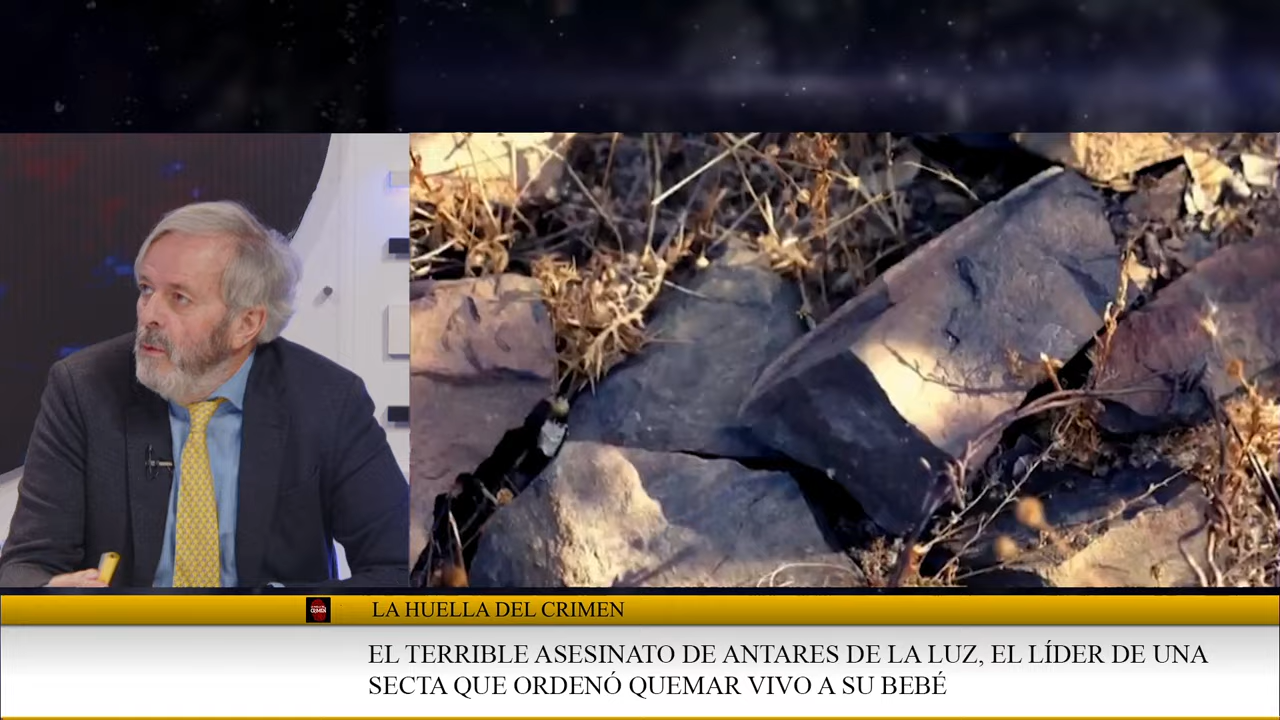 LA HUELLA DEL CRIMEN
EL TERRIBLE ASESINATO DE ANTARES DE LA LUZ, EL LÍDER DE UNA
SECTA QUE ORDENÓ QUEMAR VIVO A SU BEBÉ